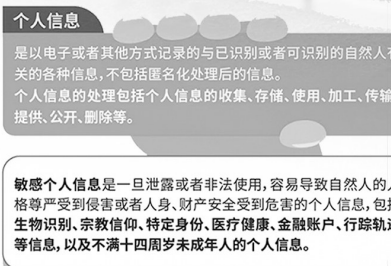 个人信息
是以电子或者其他方式记录的与已识别或者可识别的自然人有
关的各种信息,不包括匿名化处理后的信息。
个人信息的处理包括个人信息的收集、存储、使用、加工、传输
提供、公开、删除等。
敏感个人信息是一旦泄露或者非法使用,容易导致自然人的人
格尊严受到侵害或者人身、财产安全受到危害的个人信息,包括
生物识别、宗教信仰、特定身份、医疗健康、金融账户、行踪轨迹
等信息,以及不满十四周岁未成年人的个人信息。